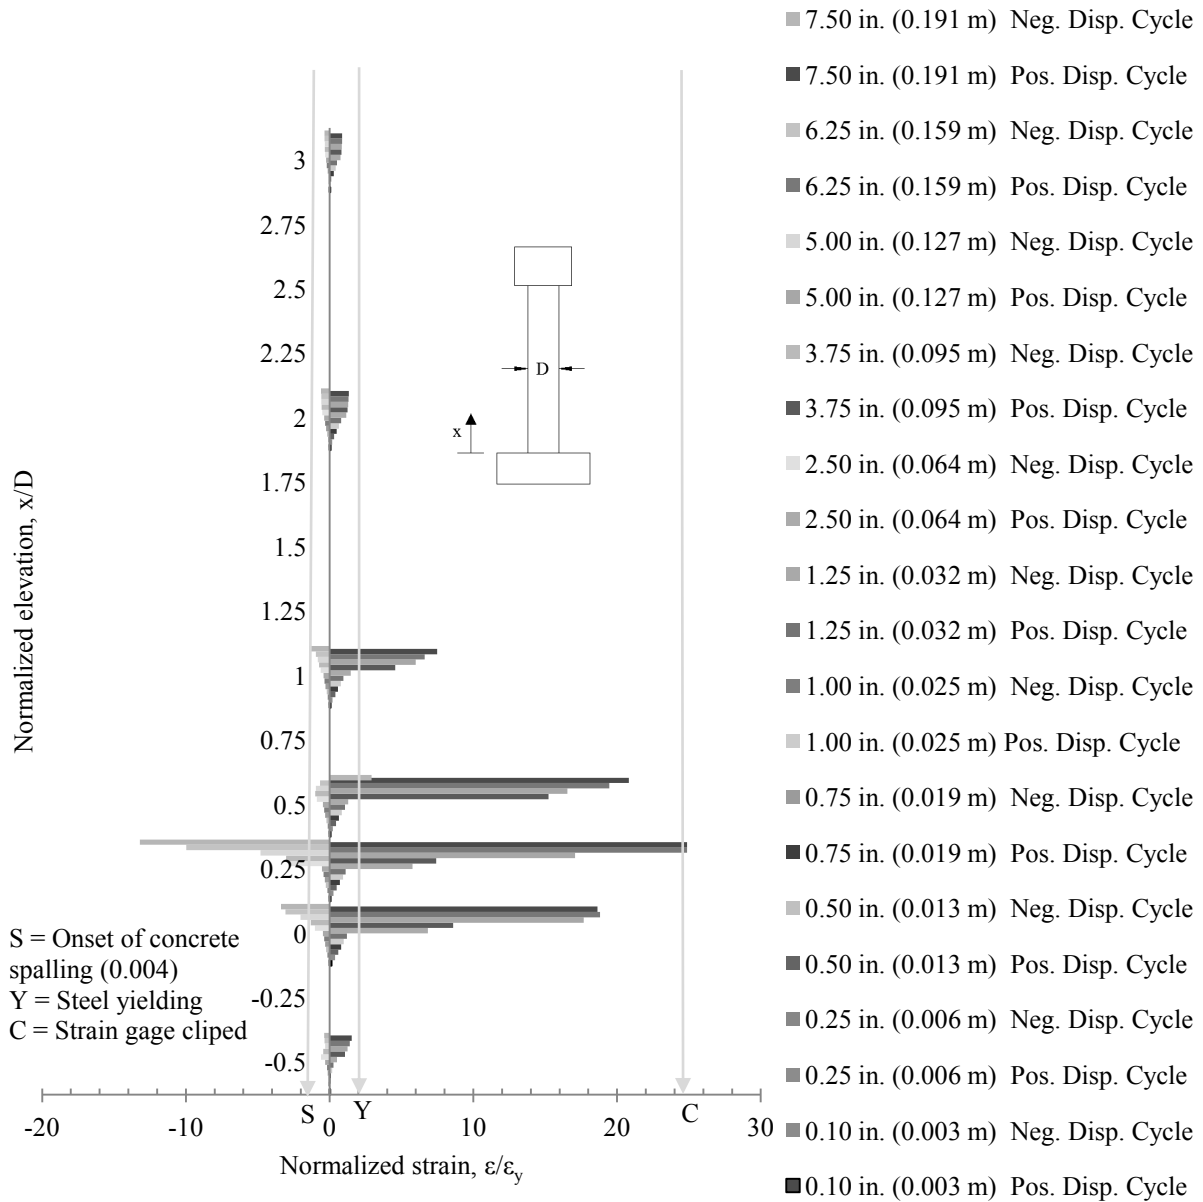 7.50 in. (0.191 m) Neg. Disp. Cycle
7.50 in. (0.191 m) Pos. Disp. Cycle
6.25 in. (0.159 m) Neg. Disp. Cycle
6.25 in. (0.159 m) Pos. Disp. Cycle
5.00 in. (0.127 m) Neg. Disp. Cycle
5.00 in. (0.127 m) Pos. Disp. Cycle
3.75 in. (0.095 m) Neg. Disp. Cycle
3.75 in. (0.095 m) Pos. Disp. Cycle
2.50 in. (0.064 m) Neg. Disp. Cycle
2.50 in. (0.064 m) Pos. Disp. Cycle
1.25 in. (0.032 m) Neg. Disp. Cycle
1.25 in. (0.032 m) Pos. Disp. Cycle
1.00 in. (0.025 m) Neg. Disp. Cycle
1.00 in. (0.025 m) Pos. Disp. Cycle
0.75 in. (0.019 m) Neg. Disp. Cycle
0.75 in. (0.019 m) Pos. Disp. Cycle
0.50 in. (0.013 m) Neg. Disp. Cycle
0.50 in. (0.013 m) Pos. Disp. Cycle
0.25 in. (0.006 m) Neg. Disp. Cycle
0.25 in. (0.006 m) Pos. Disp. Cycle
0.10 in. (0.003 m) Neg. Disp. Cycle
0.10 in. (0.003 m) Pos. Disp. Cycle
Normalized elevation, x/D
3
2.75
2.5
2.25
2
1.75
1.5
1.25
1
0.75
0.5
0.25
0
-0.25
-0.5
D
x
S = Onset of concrete
spalling (0.004)
Y = Steel yielding
C = Strain gage cliped
S
Y
C
-20
-10
0
10
20
30
Normalized strain, ε/εy